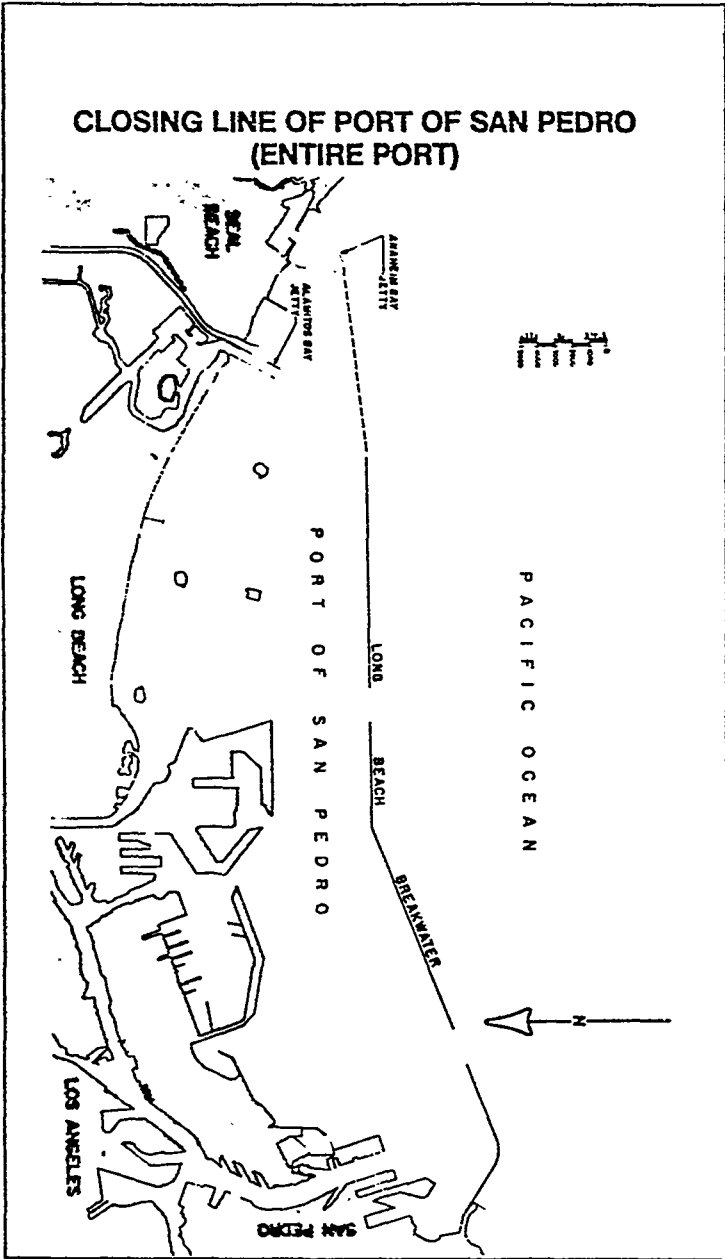 CLOSING LINE OF PORT OF SAN PEDRO
(ENTIRE PORT)
SEAL
BEACH
ANAHEIM BAY
JETTY
ALAMITOS BAY
JETTY
PACIFIC OCEAN
PORT OF SAN PEDRO
LONG BEACH
LONG
BEACH
BREAKWATER
N
LOS ANGELES
SAN PEDRO